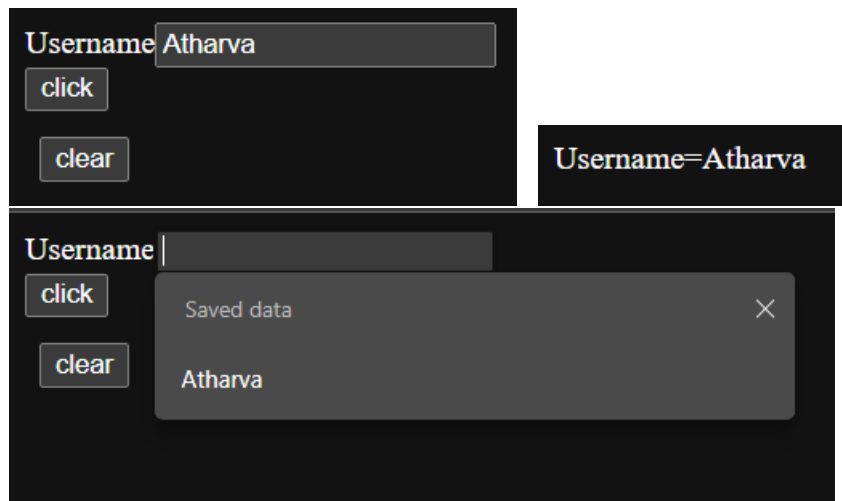 Username Atharva
click
clear
Username=Atharva
Username
click
Saved data
clear
Atharva